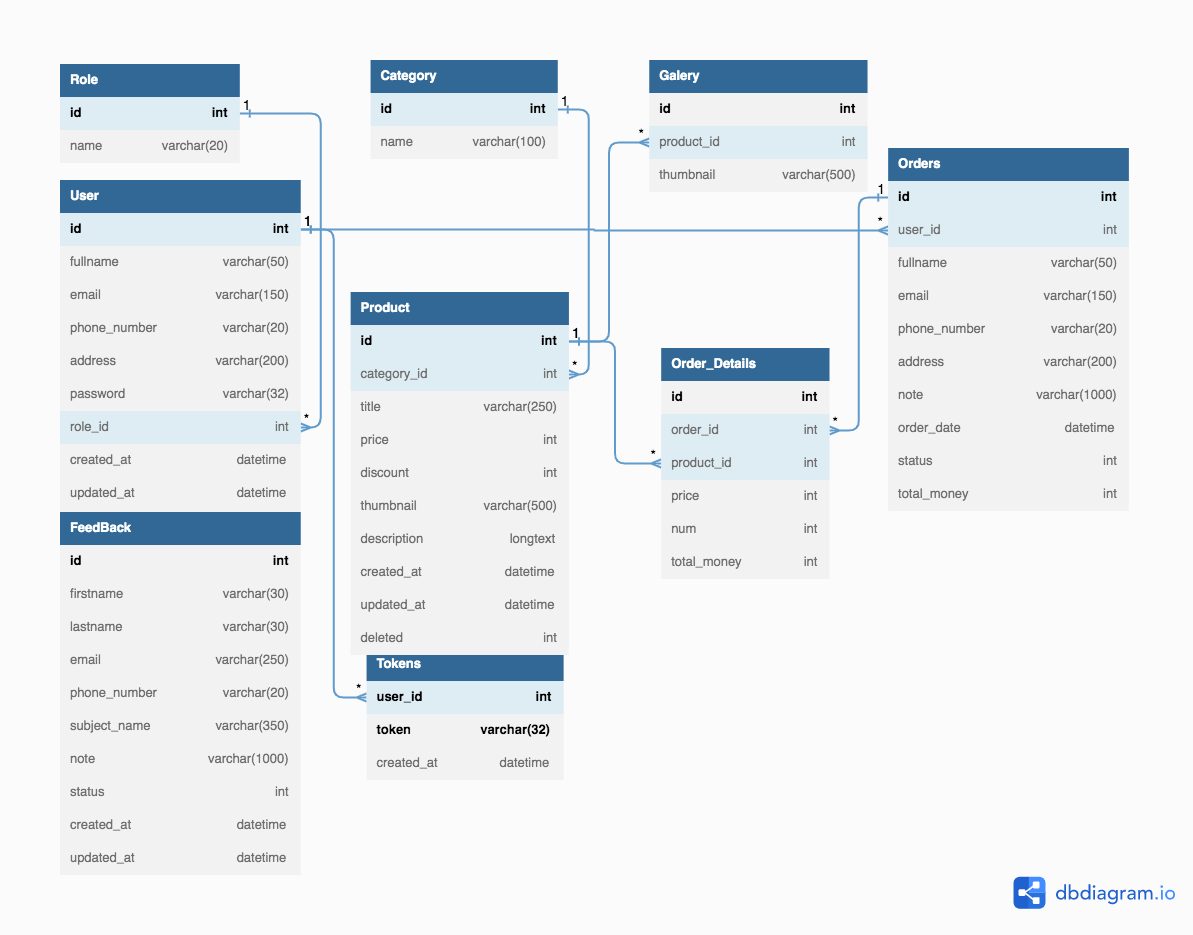 Role
1
id int
name varchar(20)
Category
1
id int
name varchar(100)
Galery
id int
*
product_id int
thumbnail varchar(500)
Orders
1
id int
*
user_id int
fullname varchar(50)
email varchar(150)
phone_number varchar(20)
address varchar(200)
note varchar(1000)
order_date datetime
status int
total_money int
User
1
id int
fullname varchar(50)
email varchar(150)
phone_number varchar(20)
address varchar(200)
password varchar(32)
*
role_id int
created_at datetime
updated_at datetime
Product
1
id int
*
category_id int
title varchar(250)
price int
discount int
thumbnail varchar(500)
description longtext
created_at datetime
updated_at datetime
deleted int
Order_Details
id int
*
order_id int
*
product_id int
price int
num int
total_money int
FeedBack
id int
firstname varchar(30)
lastname varchar(30)
email varchar(250)
phone_number varchar(20)
subject_name varchar(350)
note varchar(1000)
status int
created_at datetime
updated_at datetime
Tokens
*
user_id int
token varchar(32)
created_at datetime
dbdiagram.io